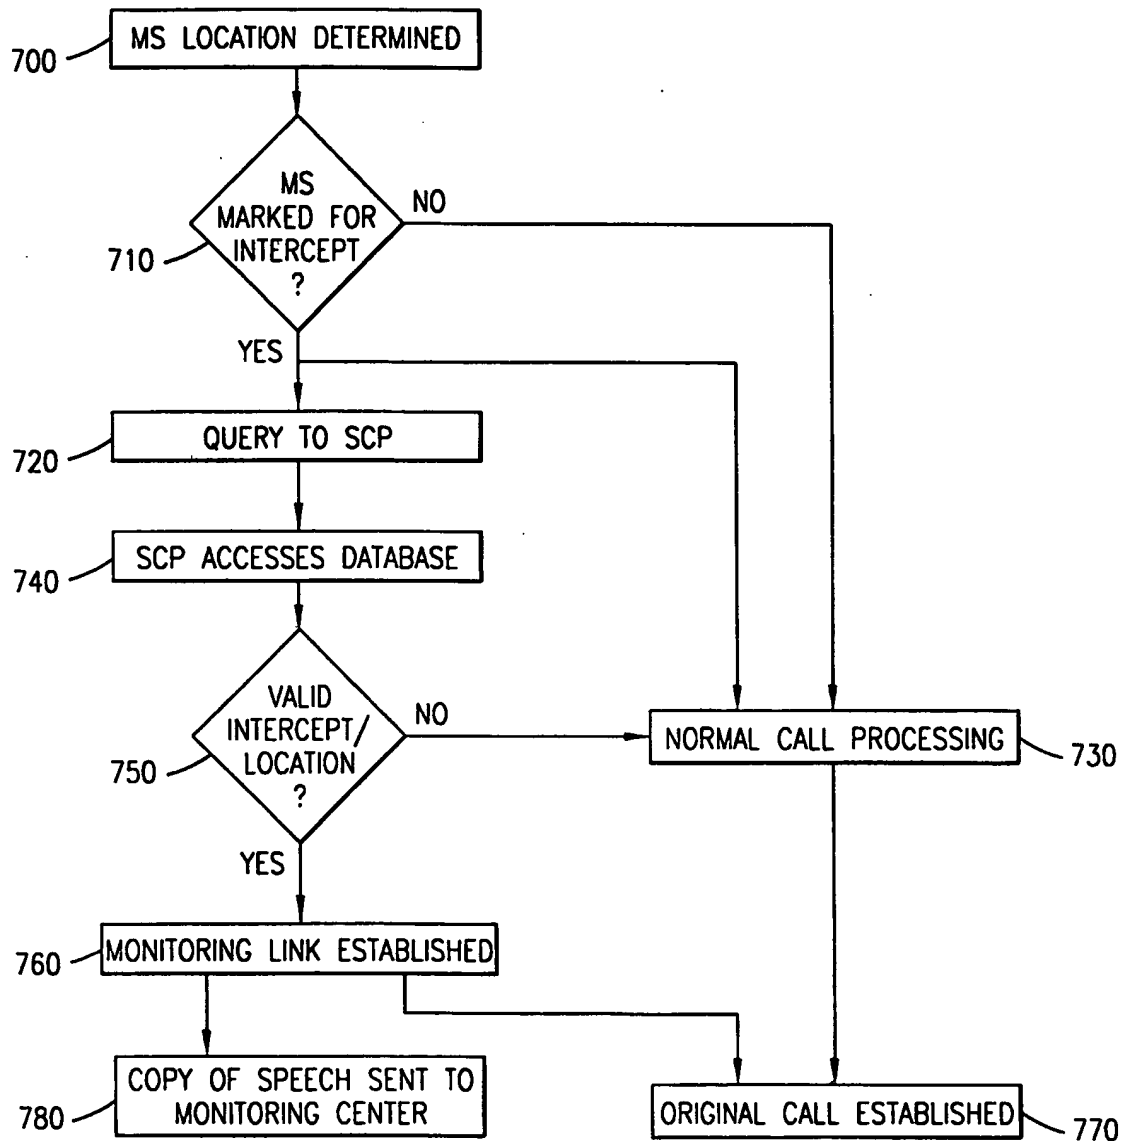 MS LOCATION DETERMINED
700
MS
MARKED FOR
INTERCEPT
?
710
NO
YES
QUERY TO SCP
720
SCP ACCESSES DATABASE
740
VALID
INTERCEPT/
LOCATION
?
750
NO
YES
NORMAL CALL PROCESSING
730
MONITORING LINK ESTABLISHED
760
COPY OF SPEECH SENT TO
MONITORING CENTER
780
ORIGINAL CALL ESTABLISHED
770